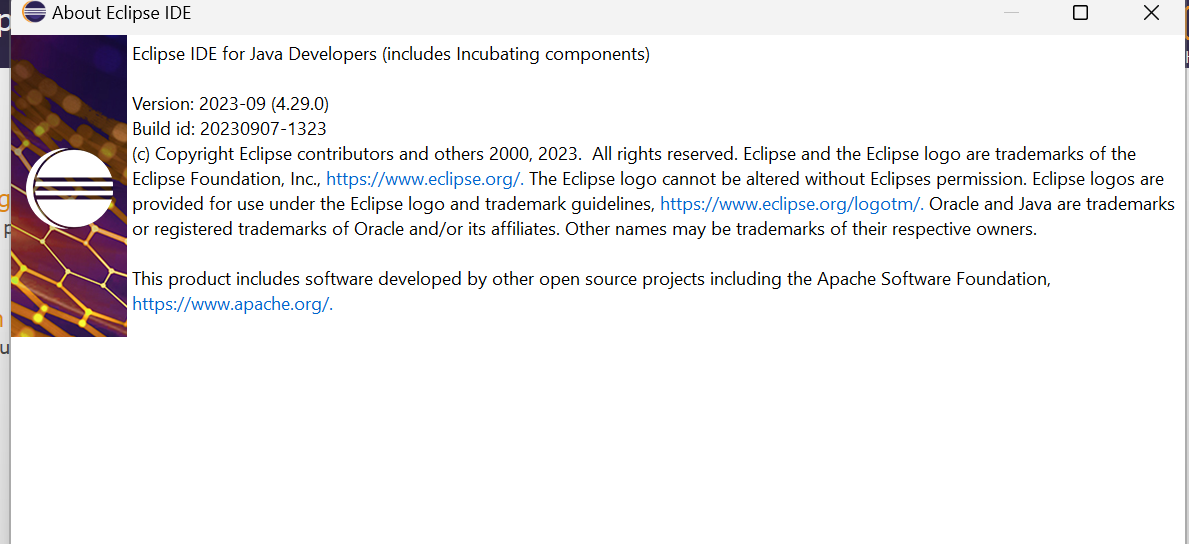 About Eclipse IDE
Eclipse IDE for Java Developers (includes Incubating components)
Version: 2023-09 (4.29.0)
Build id: 20230907-1323
(c) Copyright Eclipse contributors and others 2000, 2023.  All rights reserved. Eclipse and the Eclipse logo are trademarks of the
Eclipse Foundation, Inc., https://www.eclipse.org/. The Eclipse logo cannot be altered without Eclipses permission. Eclipse logos are
provided for use under the Eclipse logo and trademark guidelines, https://www.eclipse.org/logotm/. Oracle and Java are trademarks
or registered trademarks of Oracle and/or its affiliates. Other names may be trademarks of their respective owners.
This product includes software developed by other open source projects including the Apache Software Foundation,
https://www.apache.org/.